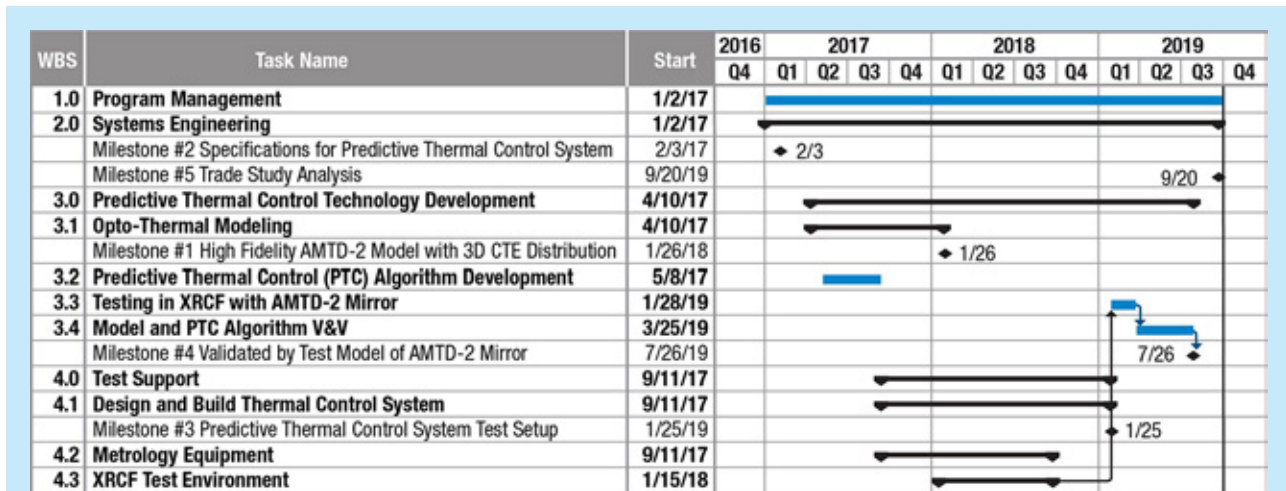 WBS Task Name Start 2016 2017 2018 2019
Q4 Q1 Q2 Q3 Q4 Q1 Q2 Q3 Q4 Q1 Q2 Q3 Q4
1.0 Program Management 1/2/17
2.0 Systems Engineering 1/2/17
Milestone #2 Specifications for Predictive Thermal Control System 2/3/17 2/3
Milestone #5 Trade Study Analysis 9/20/19 9/20
3.0 Predictive Thermal Control Technology Development 4/10/17
3.1 Opto-Thermal Modeling 4/10/17
Milestone #1 High Fidelity AMTD-2 Model with 3D CTE Distribution 1/26/18 1/26
3.2 Predictive Thermal Control (PTC) Algorithm Development 5/8/17
3.3 Testing in XRCF with AMTD-2 Mirror 1/28/19
3.4 Model and PTC Algorithm V&V 3/25/19
Milestone #4 Validated by Test Model of AMTD-2 Mirror 7/26/19 7/26
4.0 Test Support 9/11/17
4.1 Design and Build Thermal Control System 9/11/17
Milestone #3 Predictive Thermal Control System Test Setup 1/25/19 1/25
4.2 Metrology Equipment 9/11/17
4.3 XRCF Test Environment 1/15/18